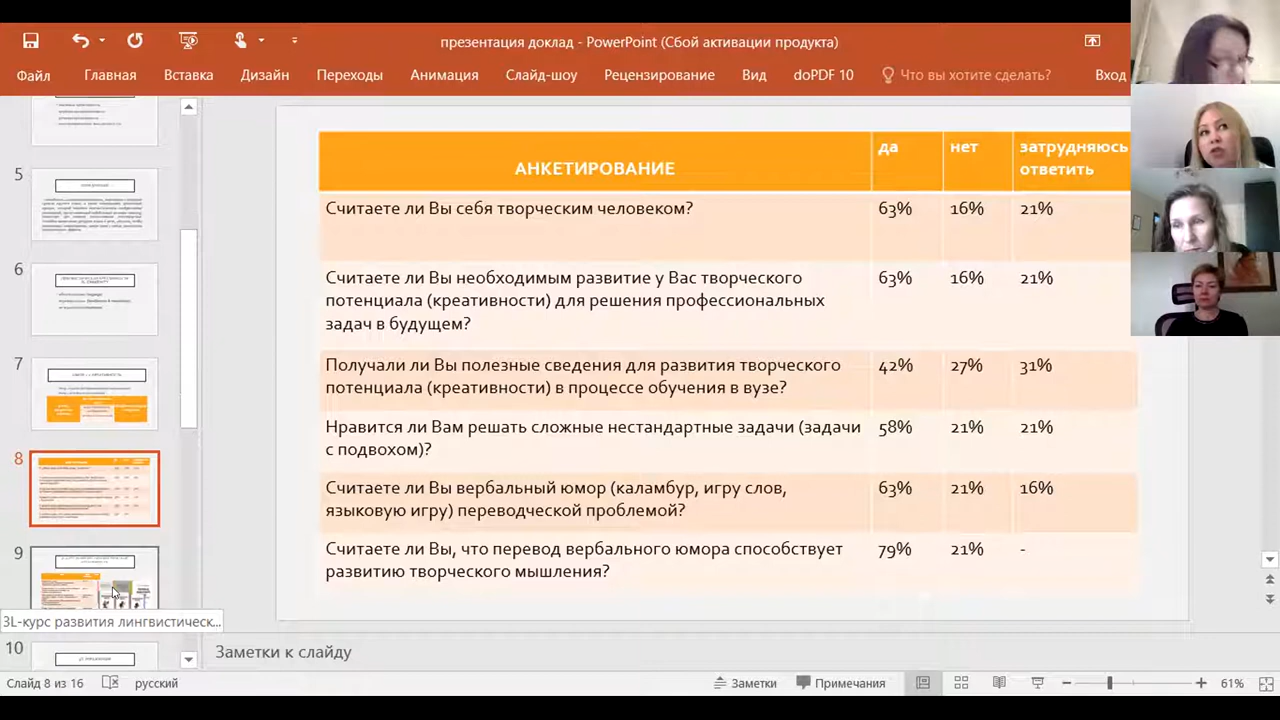 презентация доклад - PowerPoint (Сбой активации продукта)
Файл Главная Вставка Дизайн Переходы Анимация Слайд-шоу Рецензирование Вид doPDF 10 Что вы хотите сделать? Вход
АНКЕТИРОВАНИЕ
да
нет
затрудняюсь
ответить
Считаете ли Вы себя творческим человеком?
63%
16%
21%
Считаете ли Вы необходимым развитие у Вас творческого
потенциала (креативности) для решения профессиональных
задач в будущем?
63%
16%
21%
Получали ли Вы полезные сведения для развития творческого
потенциала (креативности) в процессе обучения в вузе?
42%
27%
31%
Нравится ли Вам решать сложные нестандартные задачи (задачи
с подвохом)?
58%
21%
21%
Считаете ли Вы вербальный юмор (каламбур, игру слов,
языковую игру) переводческой проблемой?
63%
21%
16%
Считаете ли Вы, что перевод вербального юмора способствует
развитию творческого мышления?
79%
21%
-
5
6
7
8
9
3L-курс развития лингвистическ...
10
Заметки к слайду
Слайд 8 из 16 русский Заметки Примечания 61%